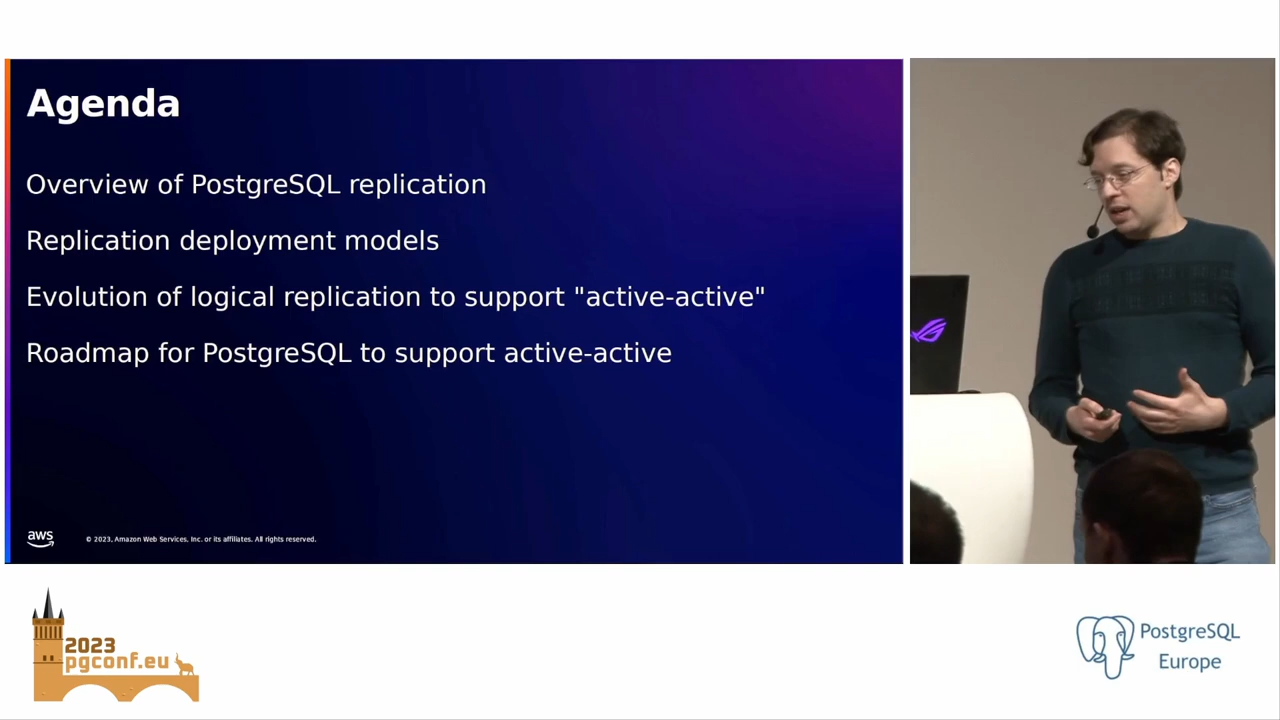 Agenda
Overview of PostgreSQL replication
Replication deployment models
Evolution of logical replication to support "active-active"
Roadmap for PostgreSQL to support active-active
aws
© 2023, Amazon Web Services, Inc. or its affiliates. All rights reserved.
2023
pgconf.eu
PostgreSQL
Europe